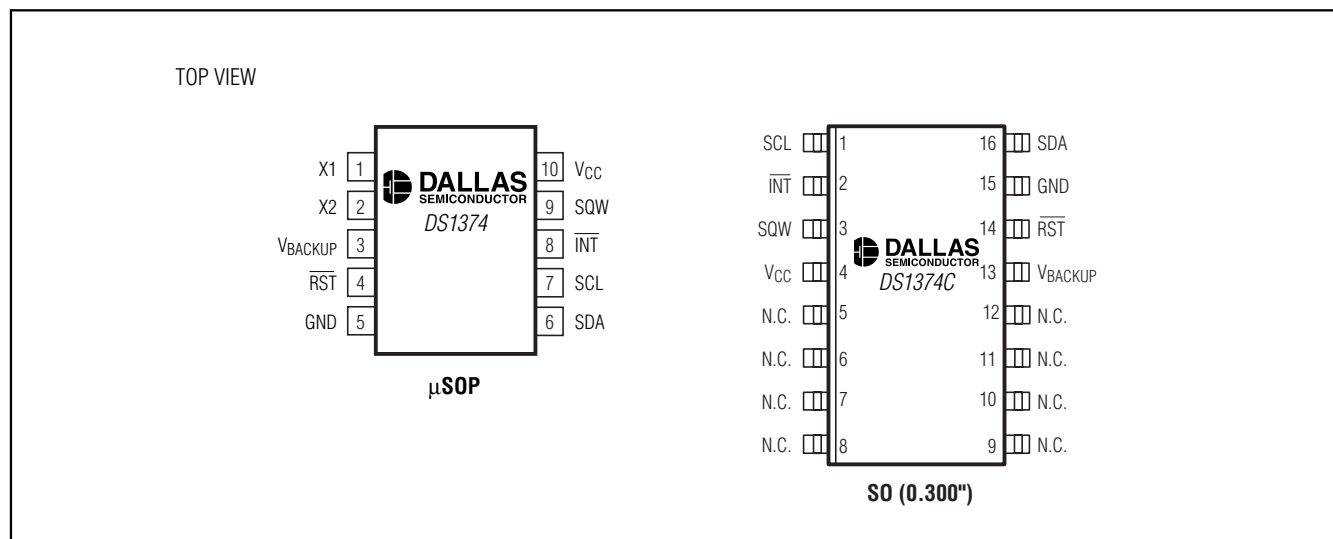 TOP VIEW
X1 1
X2 2
VBACKUP 3
RST 4
GND 5
10 VCC
9 SQW
8 INT
7 SCL
6 SDA
DALLAS
SEMICONDUCTOR
DS1374
μSOP
SCL 1
INT 2
SQW 3
VCC 4
N.C. 5
N.C. 6
N.C. 7
N.C. 8
16 SDA
15 GND
14 RST
13 VBACKUP
12 N.C.
11 N.C.
10 N.C.
9 N.C.
DALLAS
SEMICONDUCTOR
DS1374C
SO (0.300")